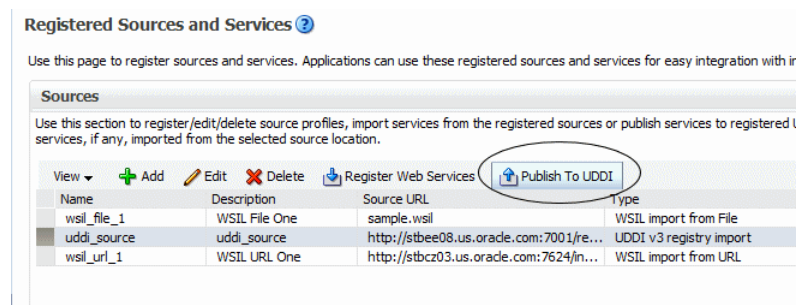 Registered Sources and Services ?
Use this page to register sources and services. Applications can use these registered sources and services for easy integration with
Sources
Use this section to register/edit/delete source profiles, import services from the registered sources or publish services to registered
services, if any, imported from the selected source location.
View Add Edit Delete Register Web Services Publish To UDDI
Name Description Source URL Type
wsil_file_1 WSIL File One sample.wsil WSIL import from File
uddi_source uddi_source http://stbee08.us.oracle.com:7001/re... UDDI v3 registry import
wsil_url_1 WSIL URL One http://stbcz03.us.oracle.com:7624/in... WSIL import from URL